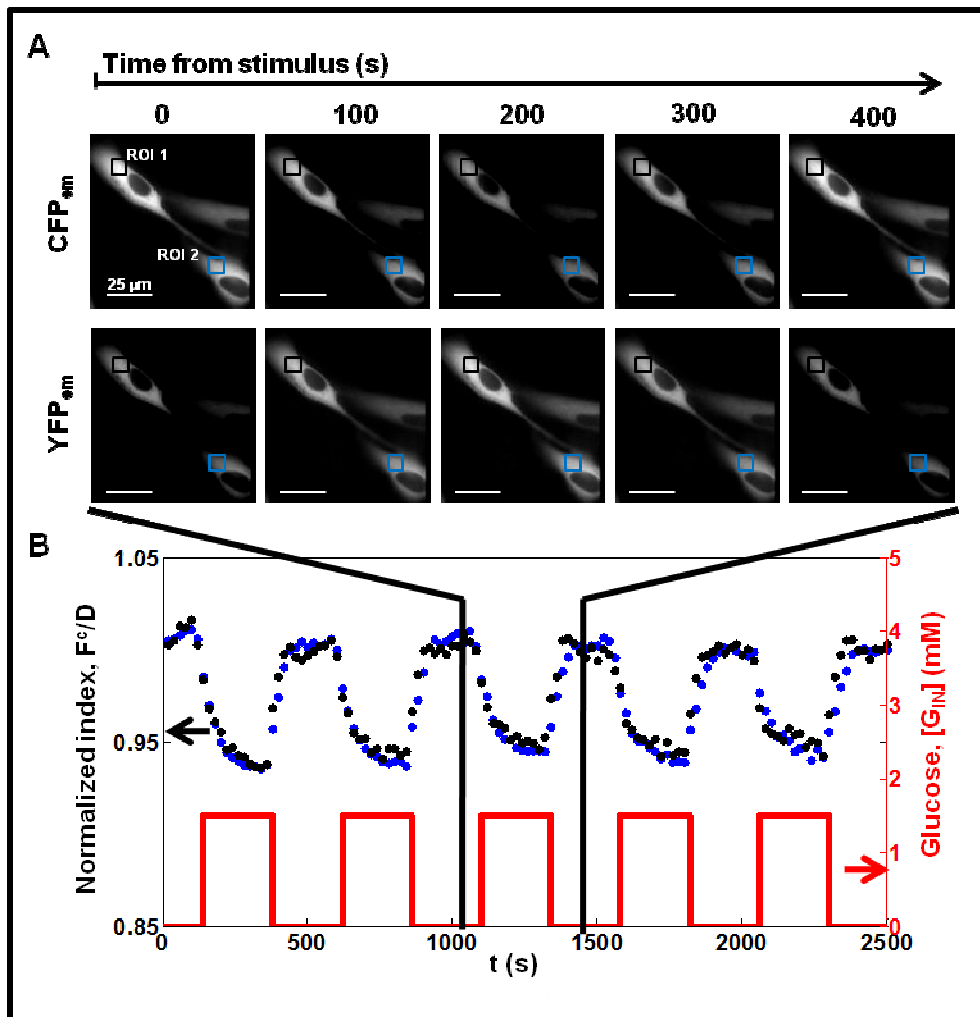 A
Time from stimulus (s)
0 100 200 300 400
CFPem
ROI 1
ROI 2
25 µm
YFPem
B
Normalized index, Fᶜ/D
1.05
0.95
0.85
Glucose, [G_IN] (mM)
5
4
3
2
1
0
0 500 1000 1500 2000 2500
t (s)